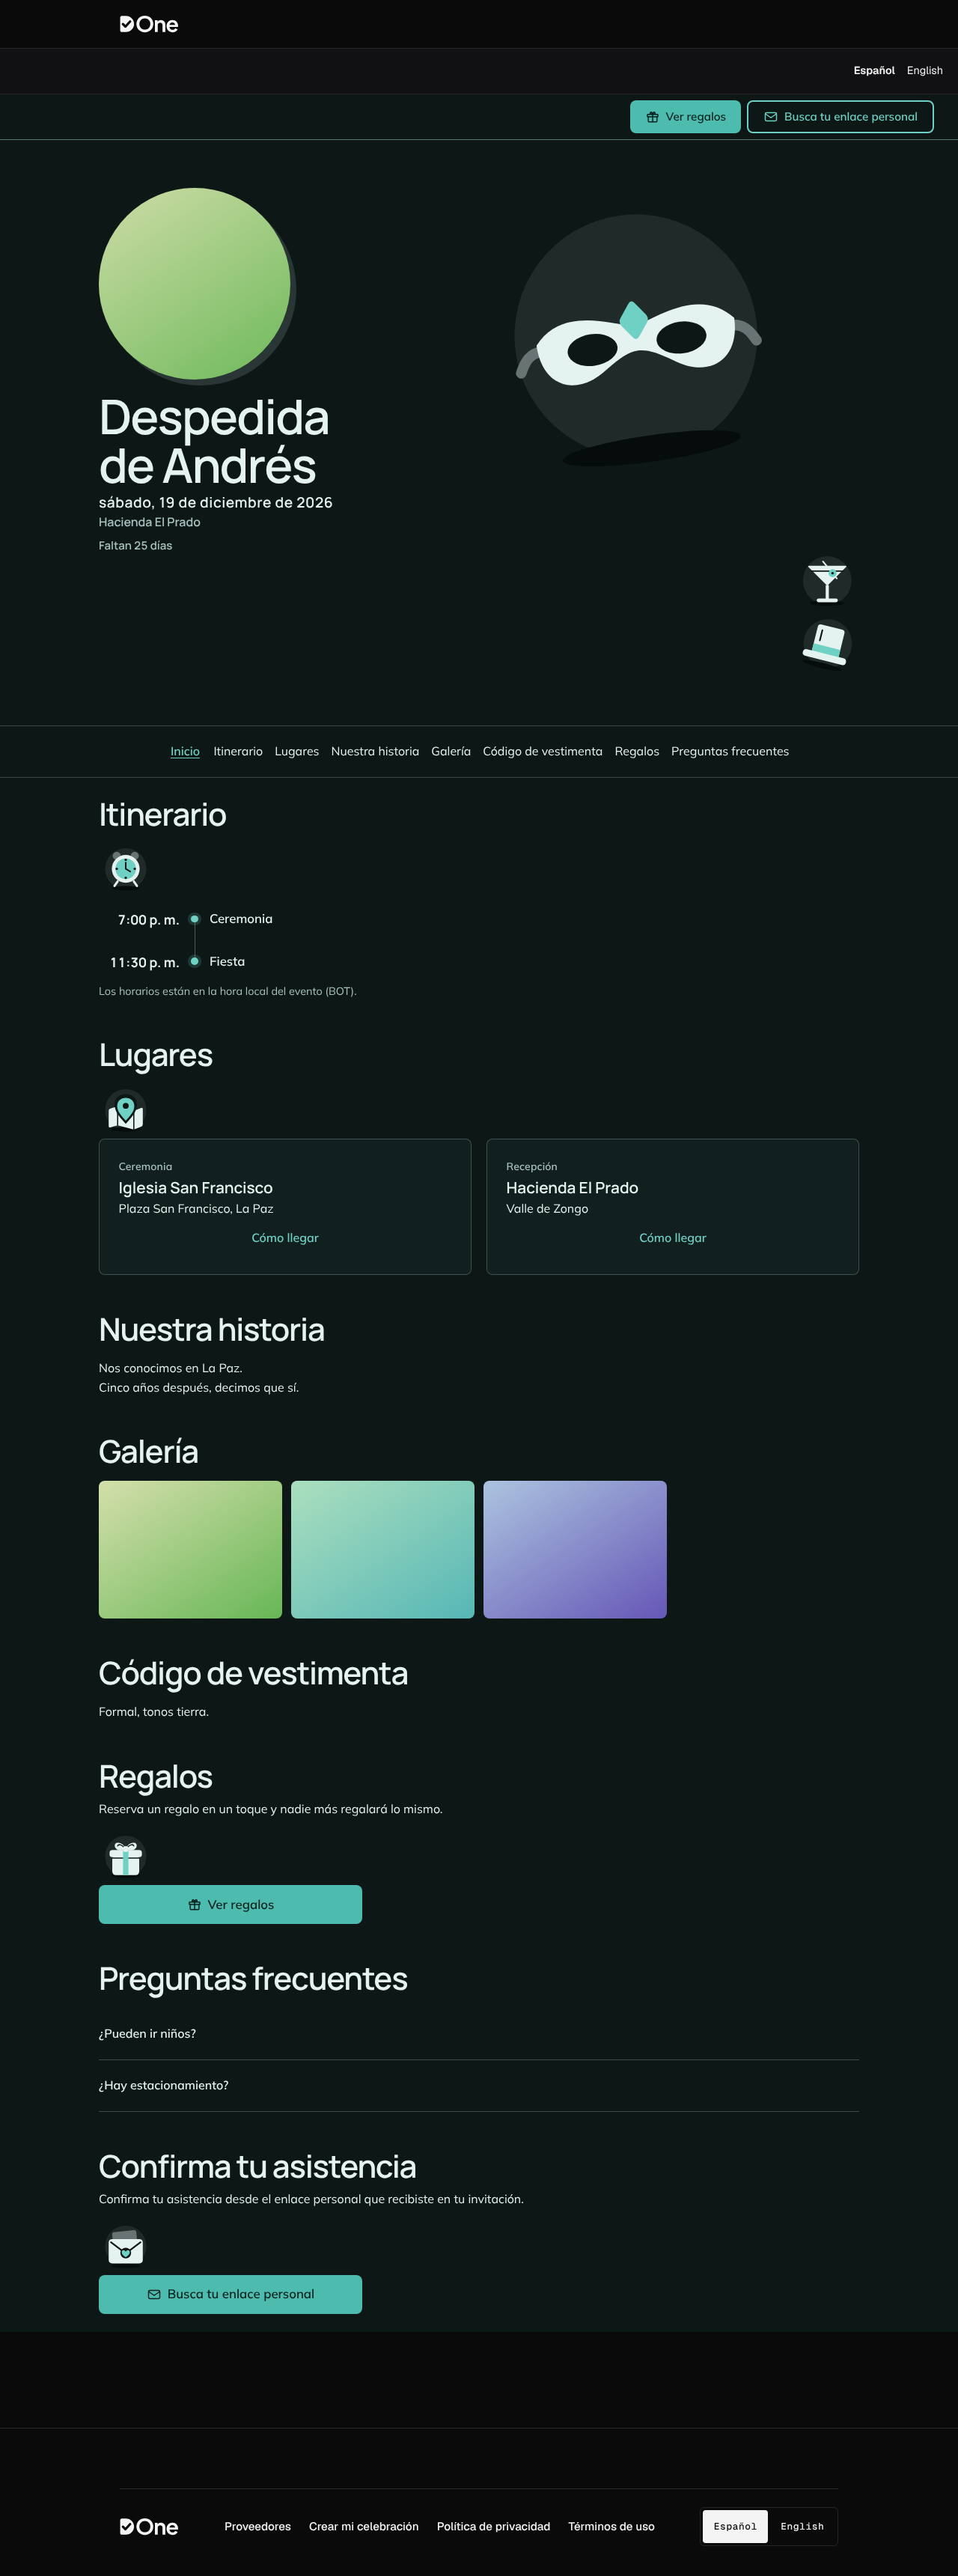 One
Español English
Ver regalos Busca tu enlace personal
Despedida
de Andrés
sábado, 19 de diciembre de 2026
Hacienda El Prado
Faltan 25 días
Inicio Itinerario Lugares Nuestra historia Galería Código de vestimenta Regalos Preguntas frecuentes
Itinerario
7:00 p. m. Ceremonia
11:30 p. m. Fiesta
Los horarios están en la hora local del evento (BOT).
Lugares
Ceremonia
Iglesia San Francisco
Plaza San Francisco, La Paz
Cómo llegar
Recepción
Hacienda El Prado
Valle de Zongo
Cómo llegar
Nuestra historia
Nos conocimos en La Paz.
Cinco años después, decimos que sí.
Galería
Código de vestimenta
Formal, tonos tierra.
Regalos
Reserva un regalo en un toque y nadie más regalará lo mismo.
Ver regalos
Preguntas frecuentes
¿Pueden ir niños?
¿Hay estacionamiento?
Confirma tu asistencia
Confirma tu asistencia desde el enlace personal que recibiste en tu invitación.
Busca tu enlace personal
One Proveedores Crear mi celebración Política de privacidad Términos de uso Español English